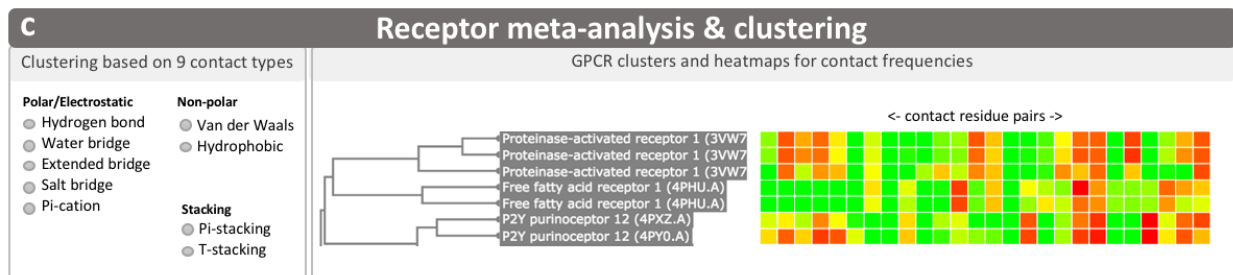 C
Receptor meta-analysis & clustering
Clustering based on 9 contact types
Polar/Electrostatic
Hydrogen bond
Water bridge
Extended bridge
Salt bridge
Pi-cation
Non-polar
Van der Waals
Hydrophobic
Stacking
Pi-stacking
T-stacking
GPCR clusters and heatmaps for contact frequencies
<- contact residue pairs ->
Proteinase-activated receptor 1 (3VW7
Proteinase-activated receptor 1 (3VW7
Proteinase-activated receptor 1 (3VW7
Free fatty acid receptor 1 (4PHU.A)
Free fatty acid receptor 1 (4PHU.A)
P2Y purinoceptor 12 (4PXZ.A)
P2Y purinoceptor 12 (4PY0.A)